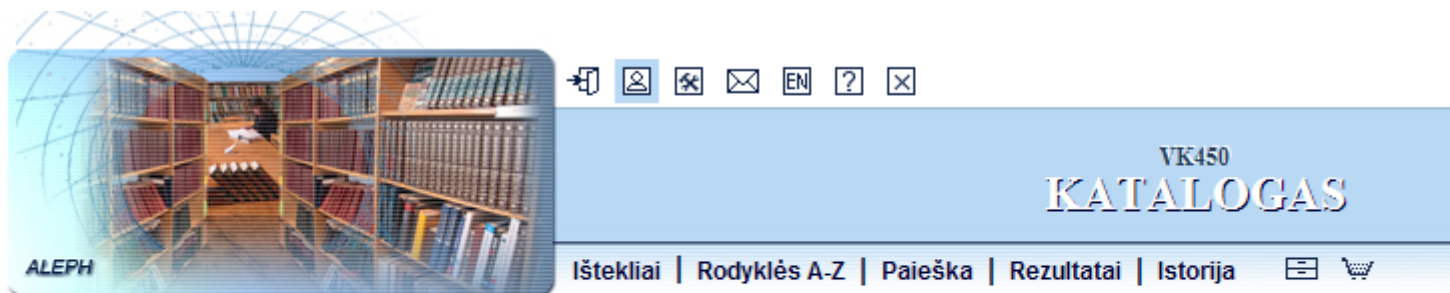 EN ?
VK450
KATALOGAS
ALEPH
Ištekliai | Rodyklės A-Z | Paieška | Rezultatai | Istorija